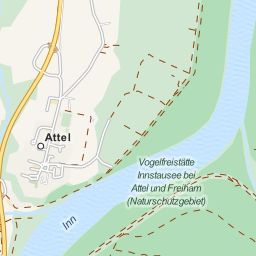 Attel
Vogelfreistätte
Innstausee bei
Attel und Freiham
(Naturschutzgebiet)
Inn